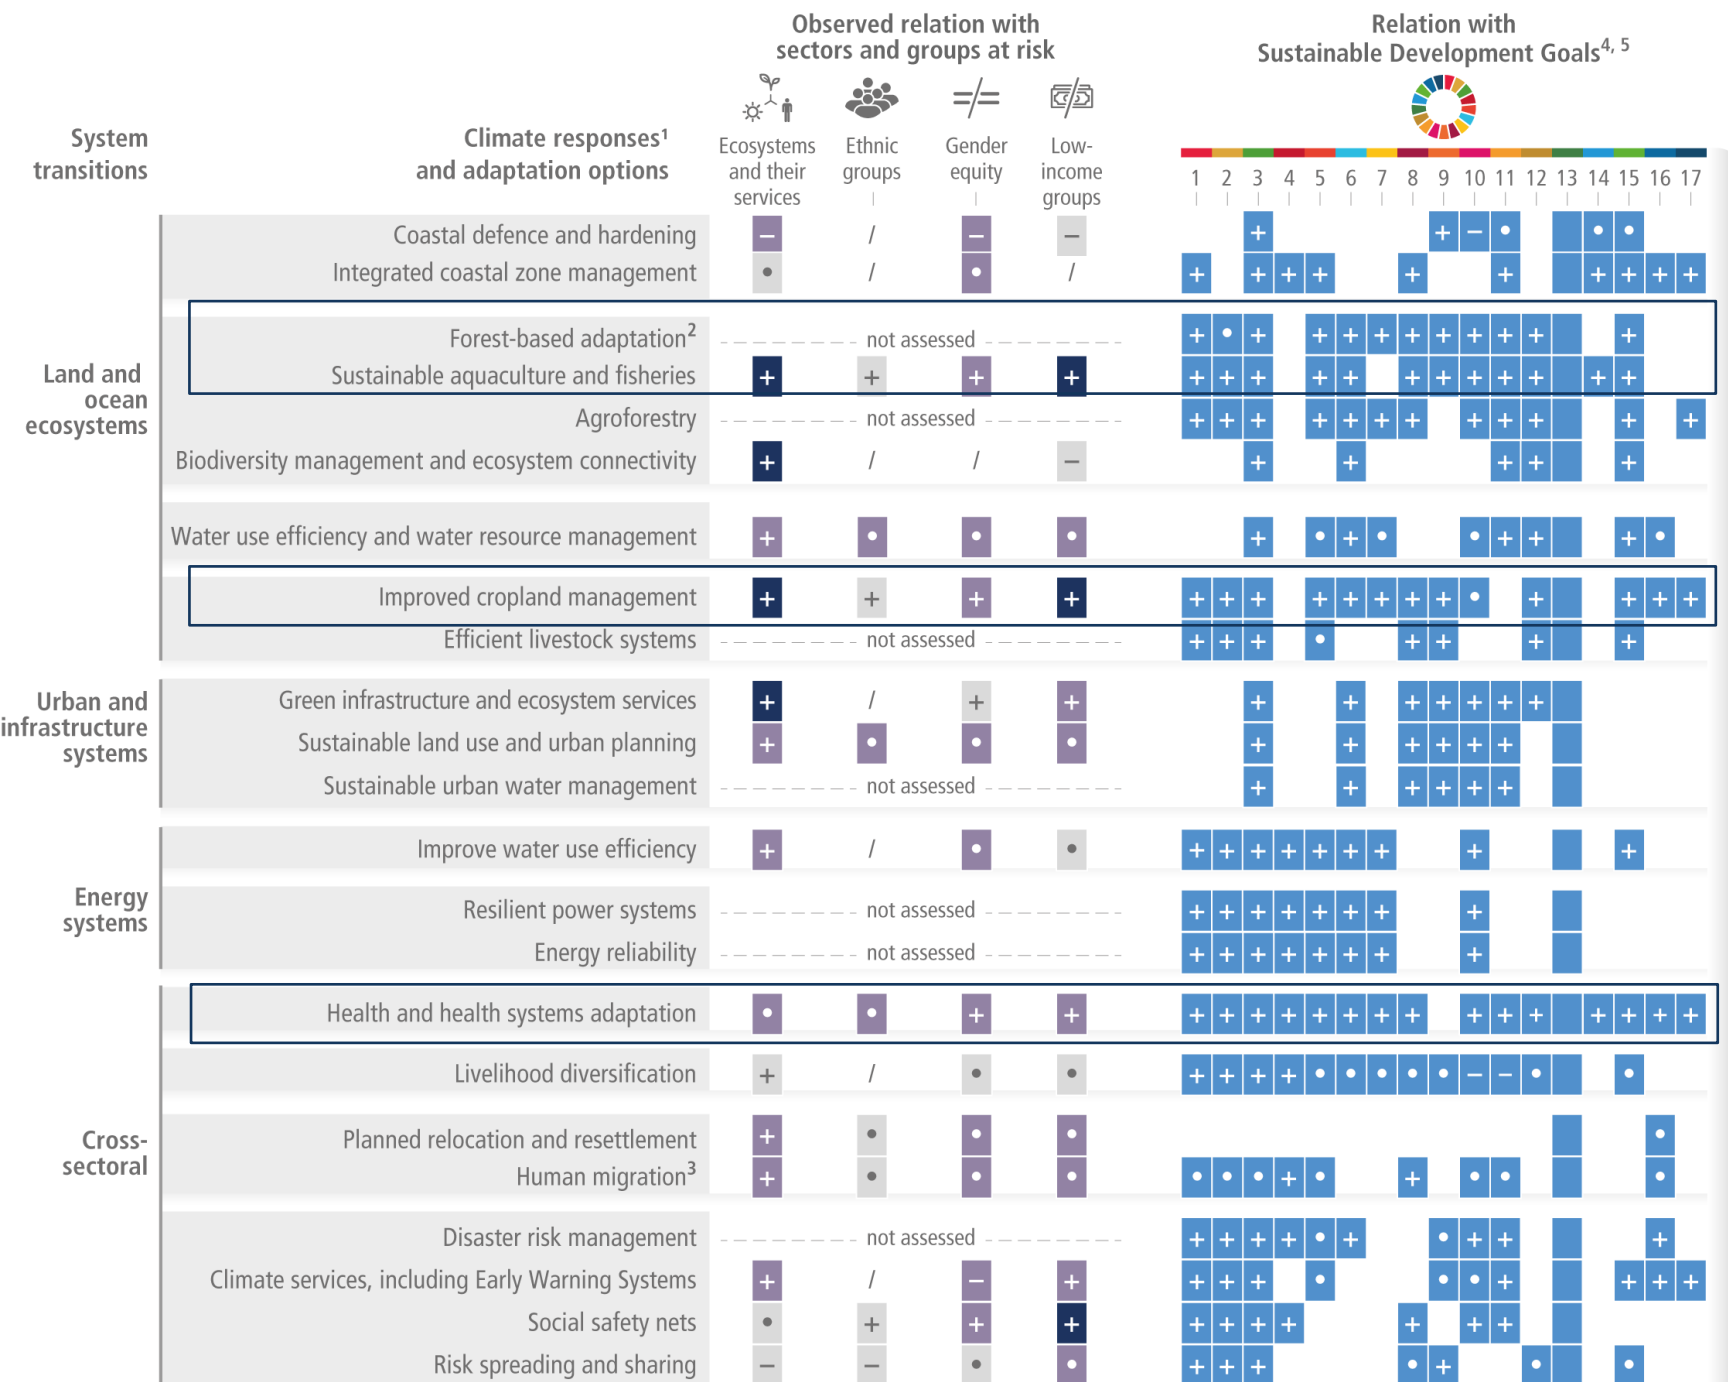 Observed relation with
sectors and groups at risk
Relation with
Sustainable Development Goals4, 5
System
transitions
Climate responses1
and adaptation options
Ecosystems
and their
services
Ethnic
groups
Gender
equity
Low-
income
groups
1 2 3 4 5 6 7 8 9 10 11 12 13 14 15 16 17
Land and
ocean
ecosystems
Coastal defence and hardening – / – – + – • • •
Integrated coastal zone management • / • / + + + + + + + + + +
Forest-based adaptation2 not assessed + • + + + + + + + + + +
Sustainable aquaculture and fisheries + + + + + + + + + + + + + + + +
Agroforestry not assessed + + + + + + + + + + + +
Biodiversity management and ecosystem connectivity + / / – + + + + +
Water use efficiency and water resource management + • • • + • + • • + + + •
Improved cropland management + + + + + + + + + + + + • + + + +
Efficient livestock systems not assessed + + + • + + + +
Urban and
infrastructure
systems
Green infrastructure and ecosystem services + / + + + + + + + + +
Sustainable land use and urban planning + • • • + + + + + +
Sustainable urban water management not assessed + + + + + +
Energy
systems
Improve water use efficiency + / • • + + + + + + + + +
Resilient power systems not assessed + + + + + + + +
Energy reliability not assessed + + + + + + + +
Cross-
sectoral
Health and health systems adaptation • • + + + + + + + + + + + + + + + + +
Livelihood diversification + / • • + + + + • • • • • – – • •
Planned relocation and resettlement + • • • •
Human migration3 + • • • • • • + • + • • •
Disaster risk management not assessed + + + + • + • + + +
Climate services, including Early Warning Systems + / – + + + + • • • + + + +
Social safety nets • + + + + + + + + + +
Risk spreading and sharing – – • • + + + • + • •